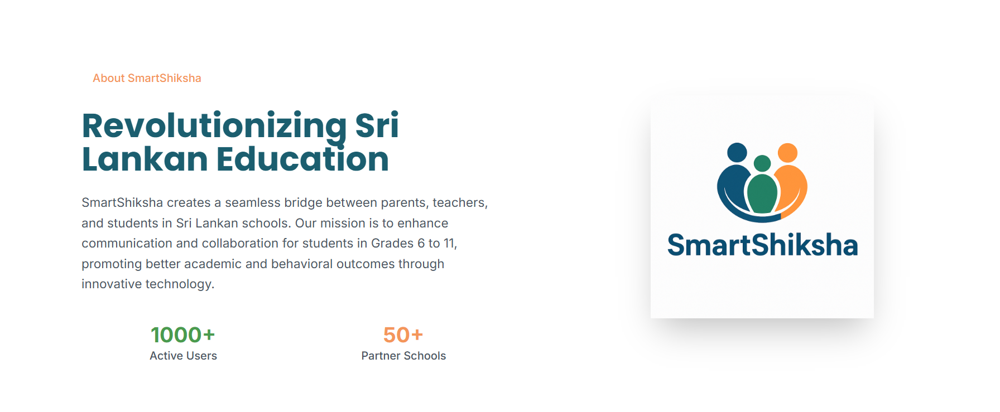 About SmartShiksha
Revolutionizing Sri
Lankan Education
SmartShiksha creates a seamless bridge between parents, teachers,
and students in Sri Lankan schools. Our mission is to enhance
communication and collaboration for students in Grades 6 to 11,
promoting better academic and behavioral outcomes through
innovative technology.
1000+
Active Users
50+
Partner Schools
SmartShiksha